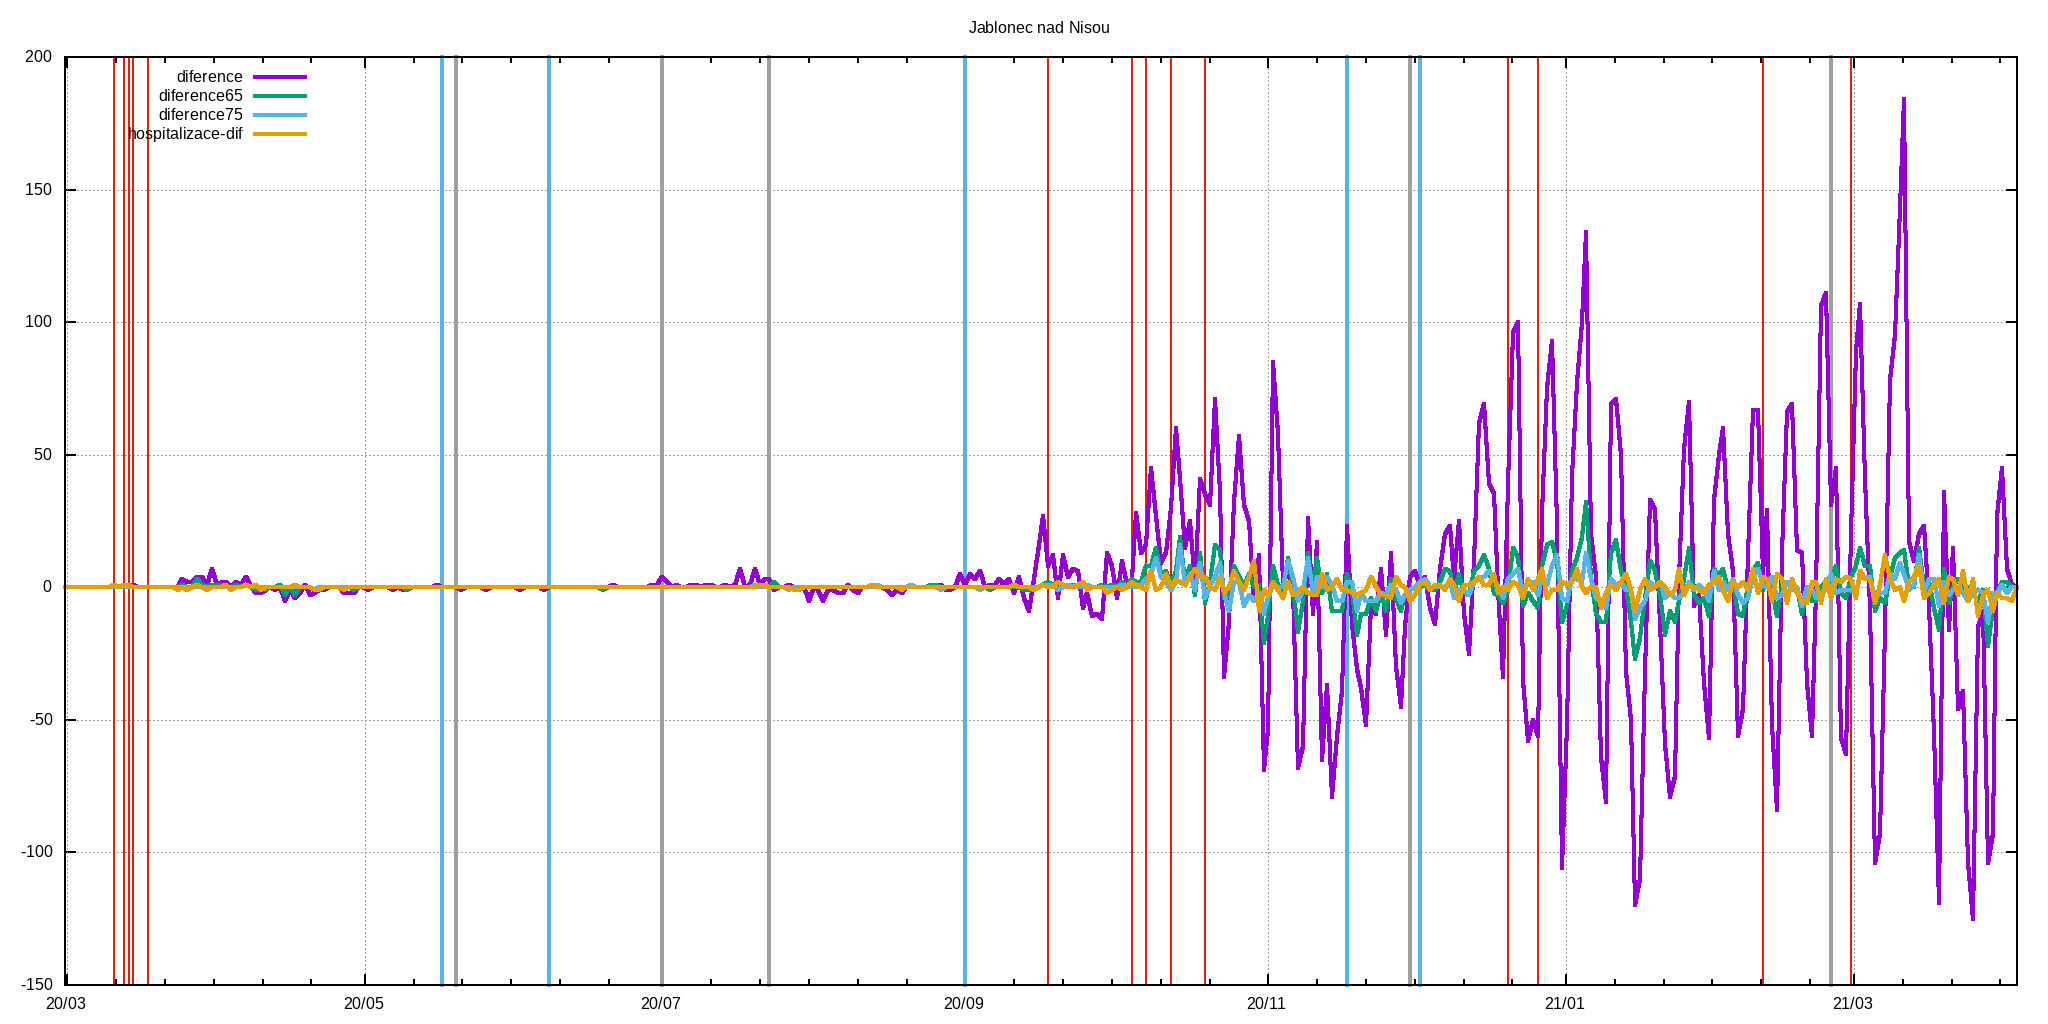 Jablonec nad Nisou
200
150
100
50
0
-50
-100
-150
diference
diference65
diference75
hospitalizace-dif
20/03 20/05 20/07 20/09 20/11 21/01 21/03